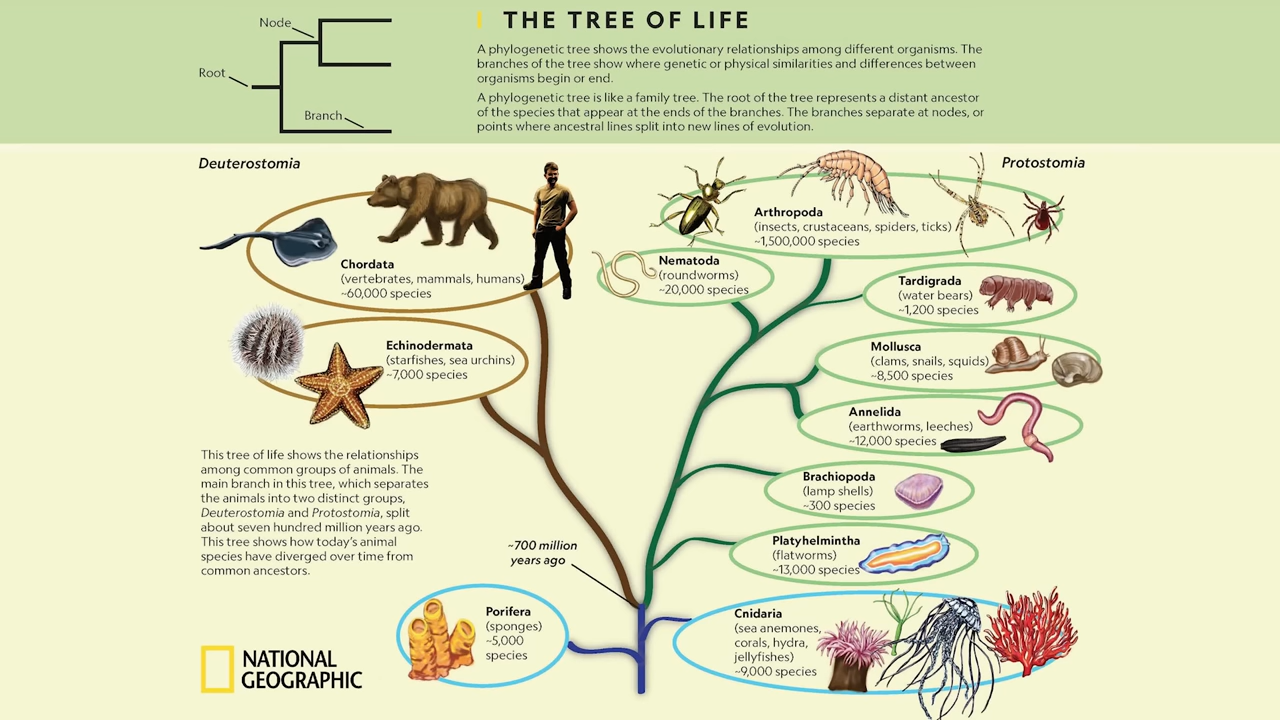 Node
Root
Branch
THE TREE OF LIFE
A phylogenetic tree shows the evolutionary relationships among different organisms. The
branches of the tree show where genetic or physical similarities and differences between
organisms begin or end.
A phylogenetic tree is like a family tree. The root of the tree represents a distant ancestor
of the species that appear at the ends of the branches. The branches separate at nodes, or
points where ancestral lines split into new lines of evolution.
Deuterostomia
Protostomia
Chordata
(vertebrates, mammals, humans)
~60,000 species
Echinodermata
(starfishes, sea urchins)
~7,000 species
Arthropoda
(insects, crustaceans, spiders, ticks)
~1,500,000 species
Nematoda
(roundworms)
~20,000 species
Tardigrada
(water bears)
~1,200 species
Mollusca
(clams, snails, squids)
~8,500 species
Annelida
(earthworms, leeches)
~12,000 species
Brachiopoda
(lamp shells)
~300 species
Platyhelmintha
(flatworms)
~13,000 species
This tree of life shows the relationships
among common groups of animals. The
main branch in this tree, which separates
the animals into two distinct groups,
Deuterostomia and Protostomia, split
about seven hundred million years ago.
This tree shows how today's animal
species have diverged over time from
common ancestors.
~700 million
years ago
Porifera
(sponges)
~5,000
species
Cnidaria
(sea anemones,
corals, hydra,
jellyfishes)
~9,000 species
NATIONAL
GEOGRAPHIC